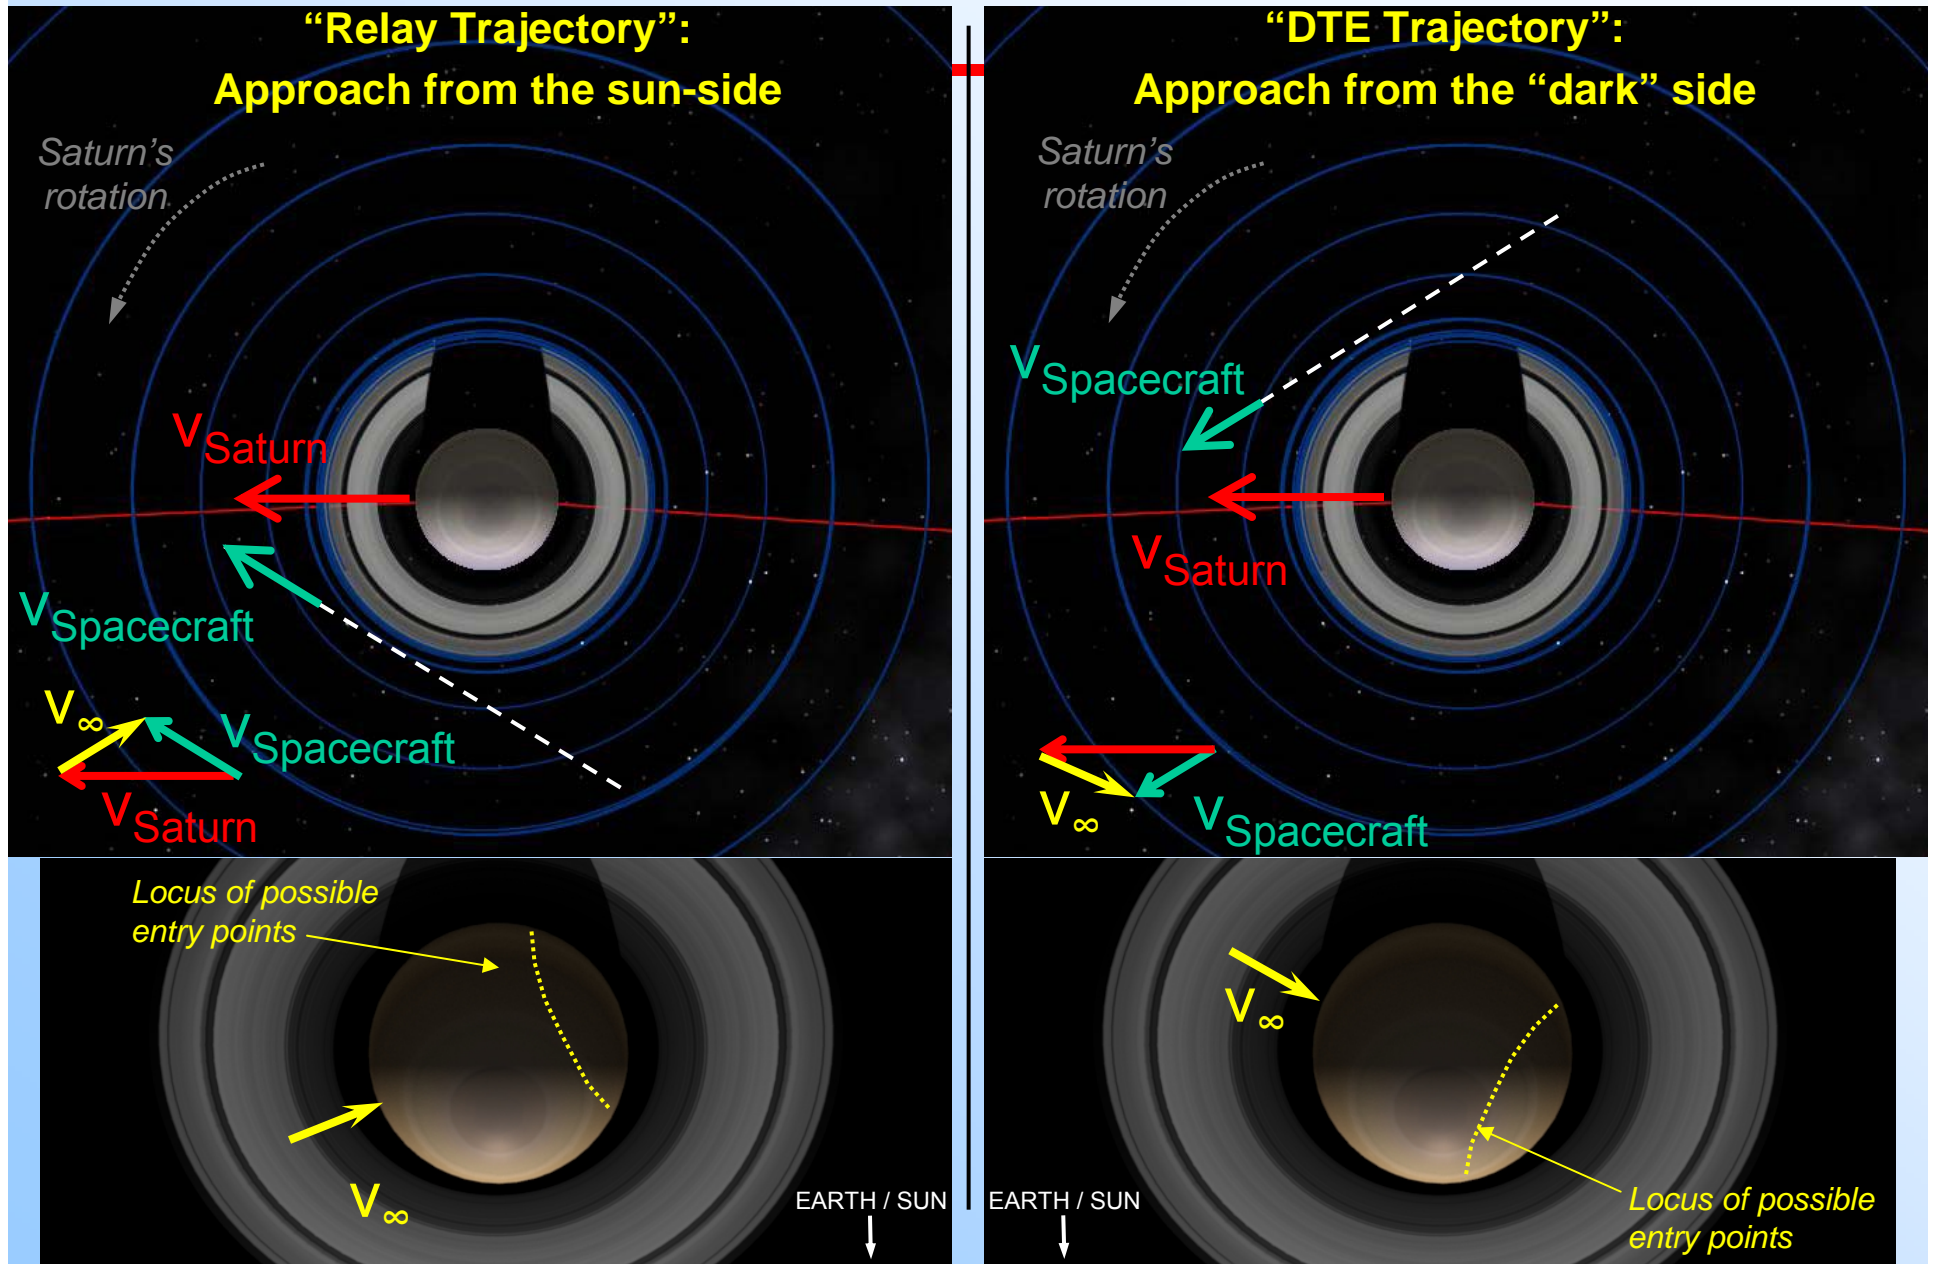 “Relay Trajectory”:
Approach from the sun-side
Saturn’s
rotation
VSaturn
VSpacecraft
V∞
VSpacecraft
VSaturn
Locus of possible
entry points
V∞
EARTH / SUN
“DTE Trajectory”:
Approach from the “dark” side
Saturn’s
rotation
VSpacecraft
VSaturn
V∞
VSpacecraft
V∞
EARTH / SUN
Locus of possible
entry points